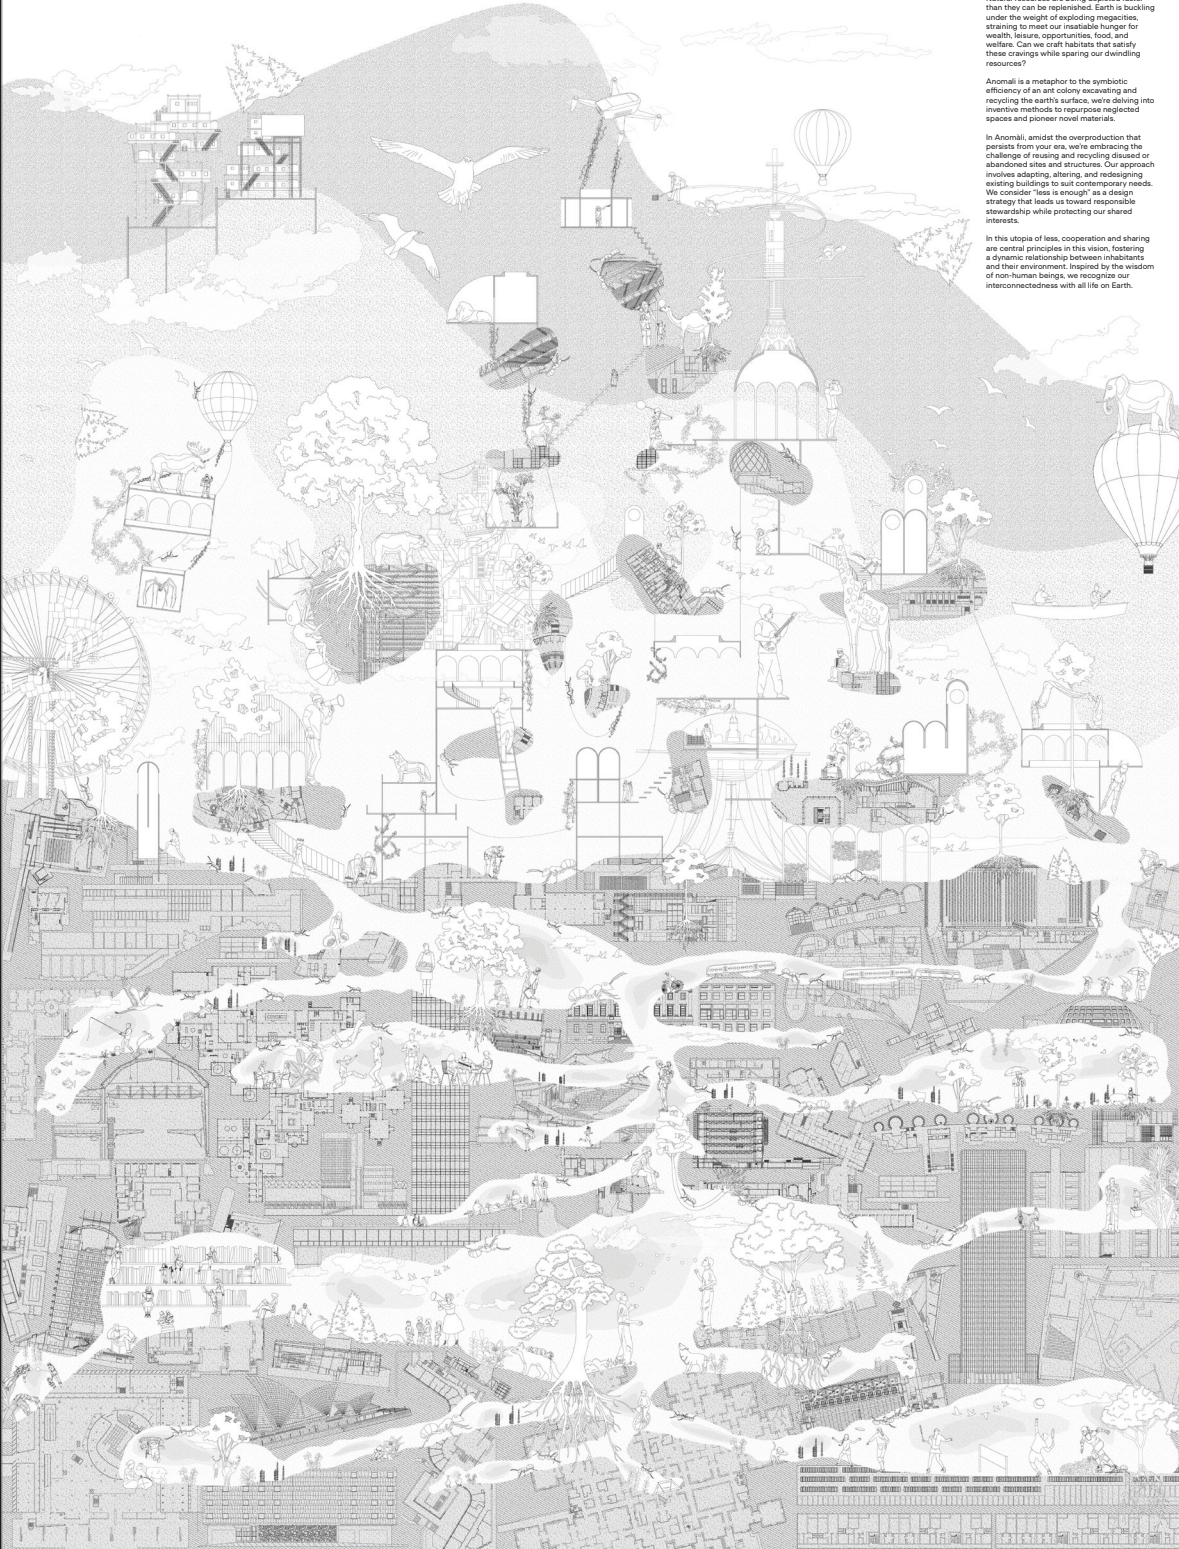 than they can be replenished. Earth is buckling
under the weight of exploding megacities,
straining to meet our insatiable hunger for
wealth, leisure, opportunities, food, and
welfare. Can we craft habitats that satisfy
these cravings while sparing our dwindling
resources?
Anomali is a metaphor to the symbiotic
efficiency of an ant colony excavating and
recycling the earth's surface, we're delving into
inventive methods to repurpose neglected
spaces and pioneer novel materials.
In Anomàli, amidst the overproduction that
persists from your era, we're embracing the
challenge of reusing and recycling disused or
abandoned sites and structures. Our approach
involves adapting, altering, and redesigning
existing buildings to suit contemporary needs.
We consider "less is enough" as a design
strategy that leads us toward responsible
stewardship while protecting our shared
interests.
In this utopia of less, cooperation and sharing
are central principles in this vision, fostering
a dynamic relationship between inhabitants
and their environment. Inspired by the wisdom
of non-human beings, we recognize our
interconnectedness with all life on Earth.